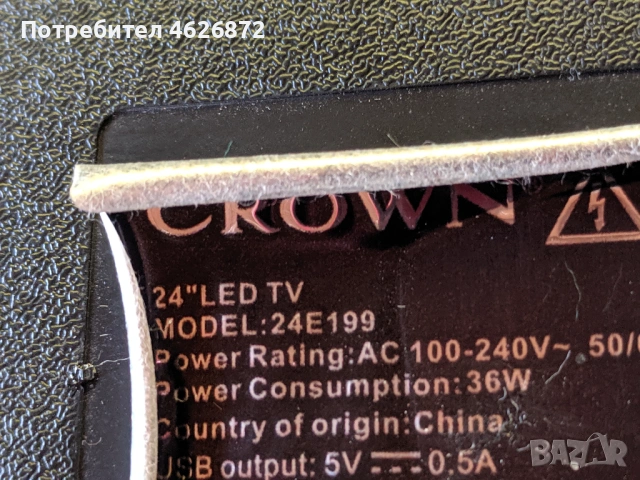 Потребител 4626872
CROWN
24"LED TV
MODEL:24E199
Power Rating:AC 100-240V~ 50/
Power Consumption:36W
Country of origin:China
USB output: 5V 0.5A
BAZAR